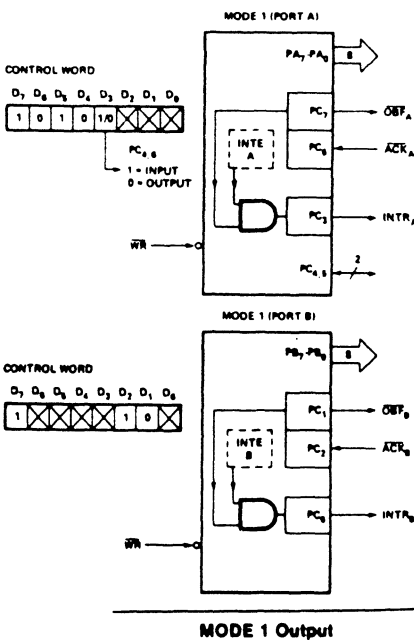 MODE 1 (PORT A)
PA7-PA0
8
CONTROL WORD
D7 D6 D5 D4 D3 D2 D1 D0
1 0 1 0 1/0
PC4,5
1 = INPUT
0 = OUTPUT
PC7
OBFA
INTE
A
PC6
ACKA
PC3
INTRA
WR
PC4,5
2
MODE 1 (PORT B)
PB7-PB0
8
CONTROL WORD
D7 D6 D5 D4 D3 D2 D1 D0
1 1 0
PC1
OBFB
INTE
B
PC2
ACKB
PC0
INTRB
WR
MODE 1 Output